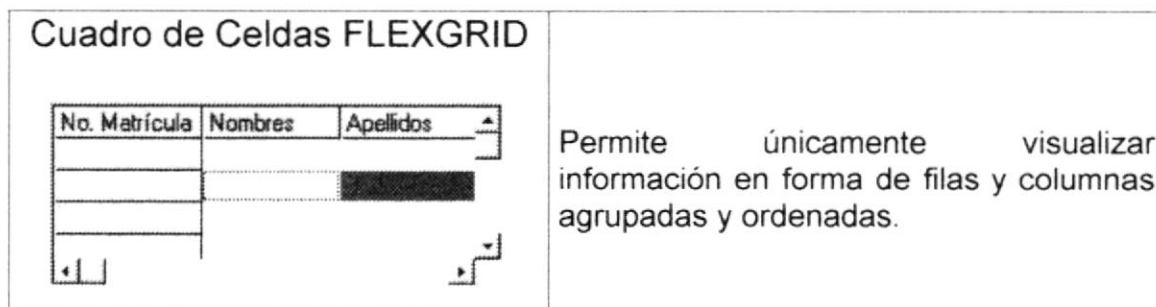 Cuadro de Celdas FLEXGRID
No. Matrícula Nombres Apellidos
Permite únicamente visualizar
información en forma de filas y columnas
agrupadas y ordenadas.